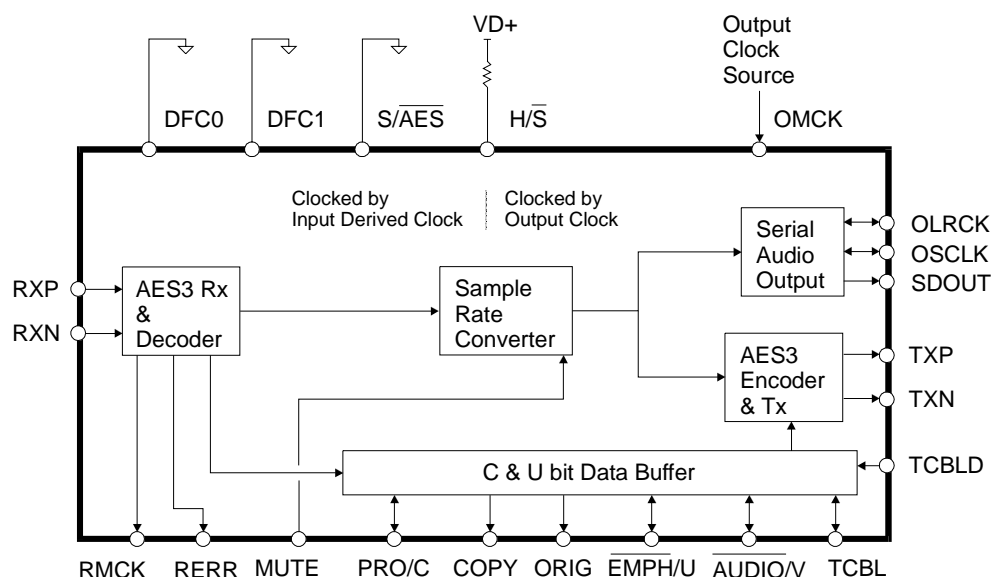 VD+
Output
Clock
Source
DFC0
DFC1
S/AES
H/S
OMCK
Clocked by
Input Derived Clock
Clocked by
Output Clock
Serial
Audio
Output
OLRCK
OSCLK
SDOUT
RXP
RXN
AES3 Rx
&
Decoder
Sample
Rate
Converter
AES3
Encoder
& Tx
TXP
TXN
C & U bit Data Buffer
TCBLD
RMCK
RERR
MUTE
PRO/C
COPY
ORIG
EMPH/U
AUDIO/V
TCBL